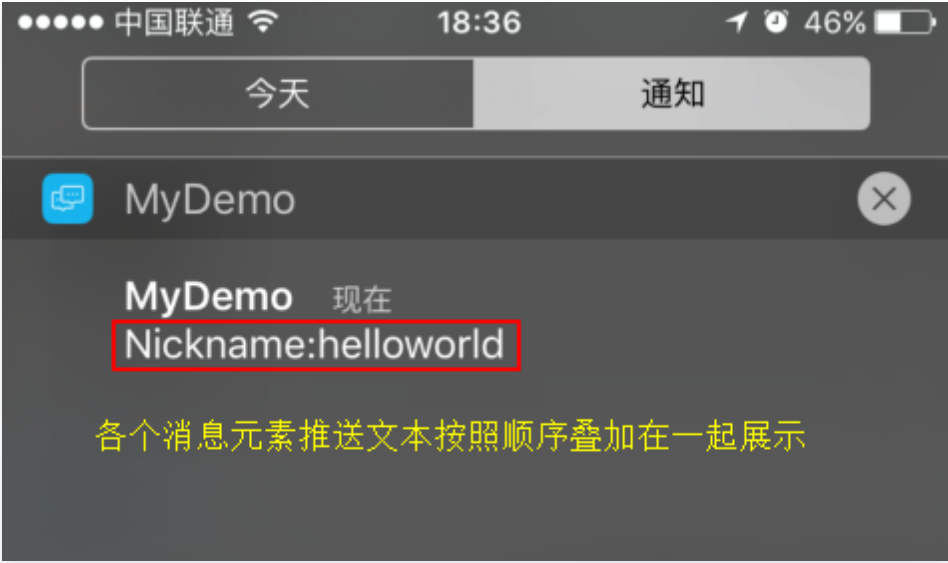 中国联通 18:36 46%
今天 通知
MyDemo
MyDemo 现在
Nickname:helloworld
各个消息元素推送文本按照顺序叠加在一起展示